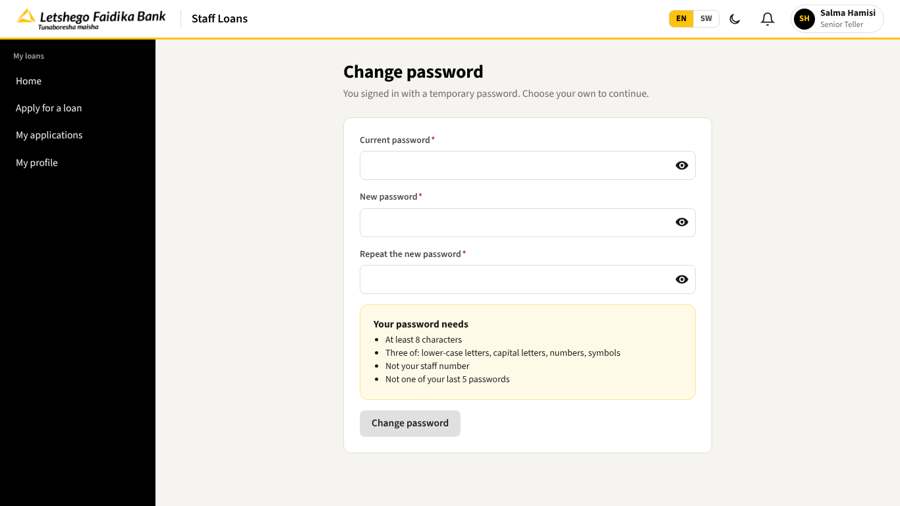 Letshego Faidika Bank
Tunaboresha maisha
Staff Loans
EN SW
SH
Salma Hamisi
Senior Teller
My loans
Home
Apply for a loan
My applications
My profile
Change password
You signed in with a temporary password. Choose your own to continue.
Current password*
New password*
Repeat the new password*
Your password needs
• At least 8 characters
• Three of: lower-case letters, capital letters, numbers, symbols
• Not your staff number
• Not one of your last 5 passwords
Change password